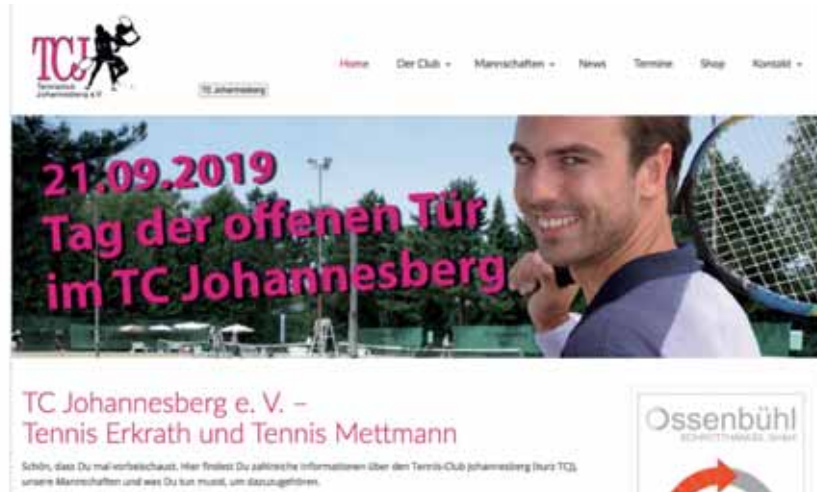 TCJ
Tennisclub
Johannesberg e.V.
Home Der Club Mannschaften News Termine Shop Kontakt
TC Johannesberg
21.09.2019
Tag der offenen Tür
im TC Johannesberg
TC Johannesberg e. V. –
Tennis Erkrath und Tennis Mettmann
Schön, dass Du mal vorbeischaust. Hier findest Du zahlreiche Informationen über den Tennis-Club Johannesberg (kurz TCJ),
unsere Mannschaften und was Du tun musst, um dazuzugehören.
Ossenbühl
SCHROTTHANDEL GmbH